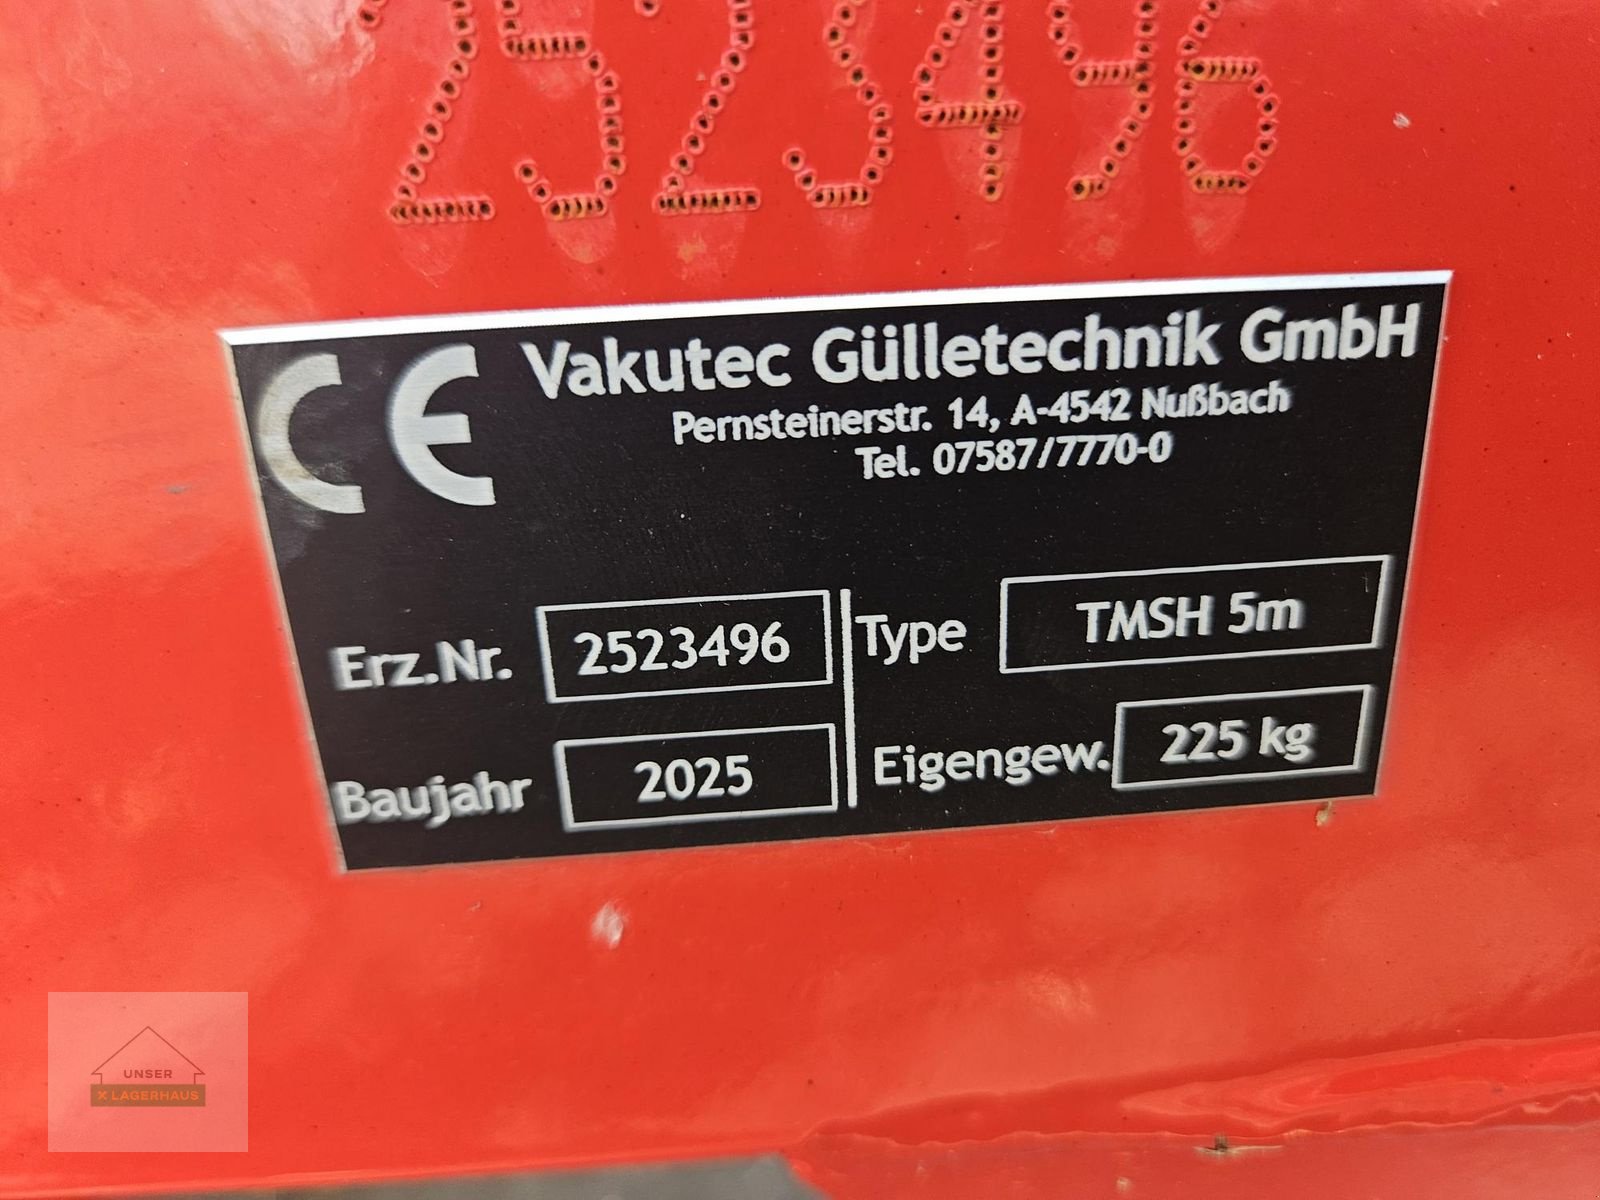 2523496
CE
Vakutec Gülletechnik GmbH
Pernsteinerstr. 14, A-4542 Nußbach
Tel. 07587/7770-0
Erz.Nr. 2523496 Type TMSH 5m
Baujahr 2025 Eigengew. 225 kg
UNSER
X LAGERHAUS